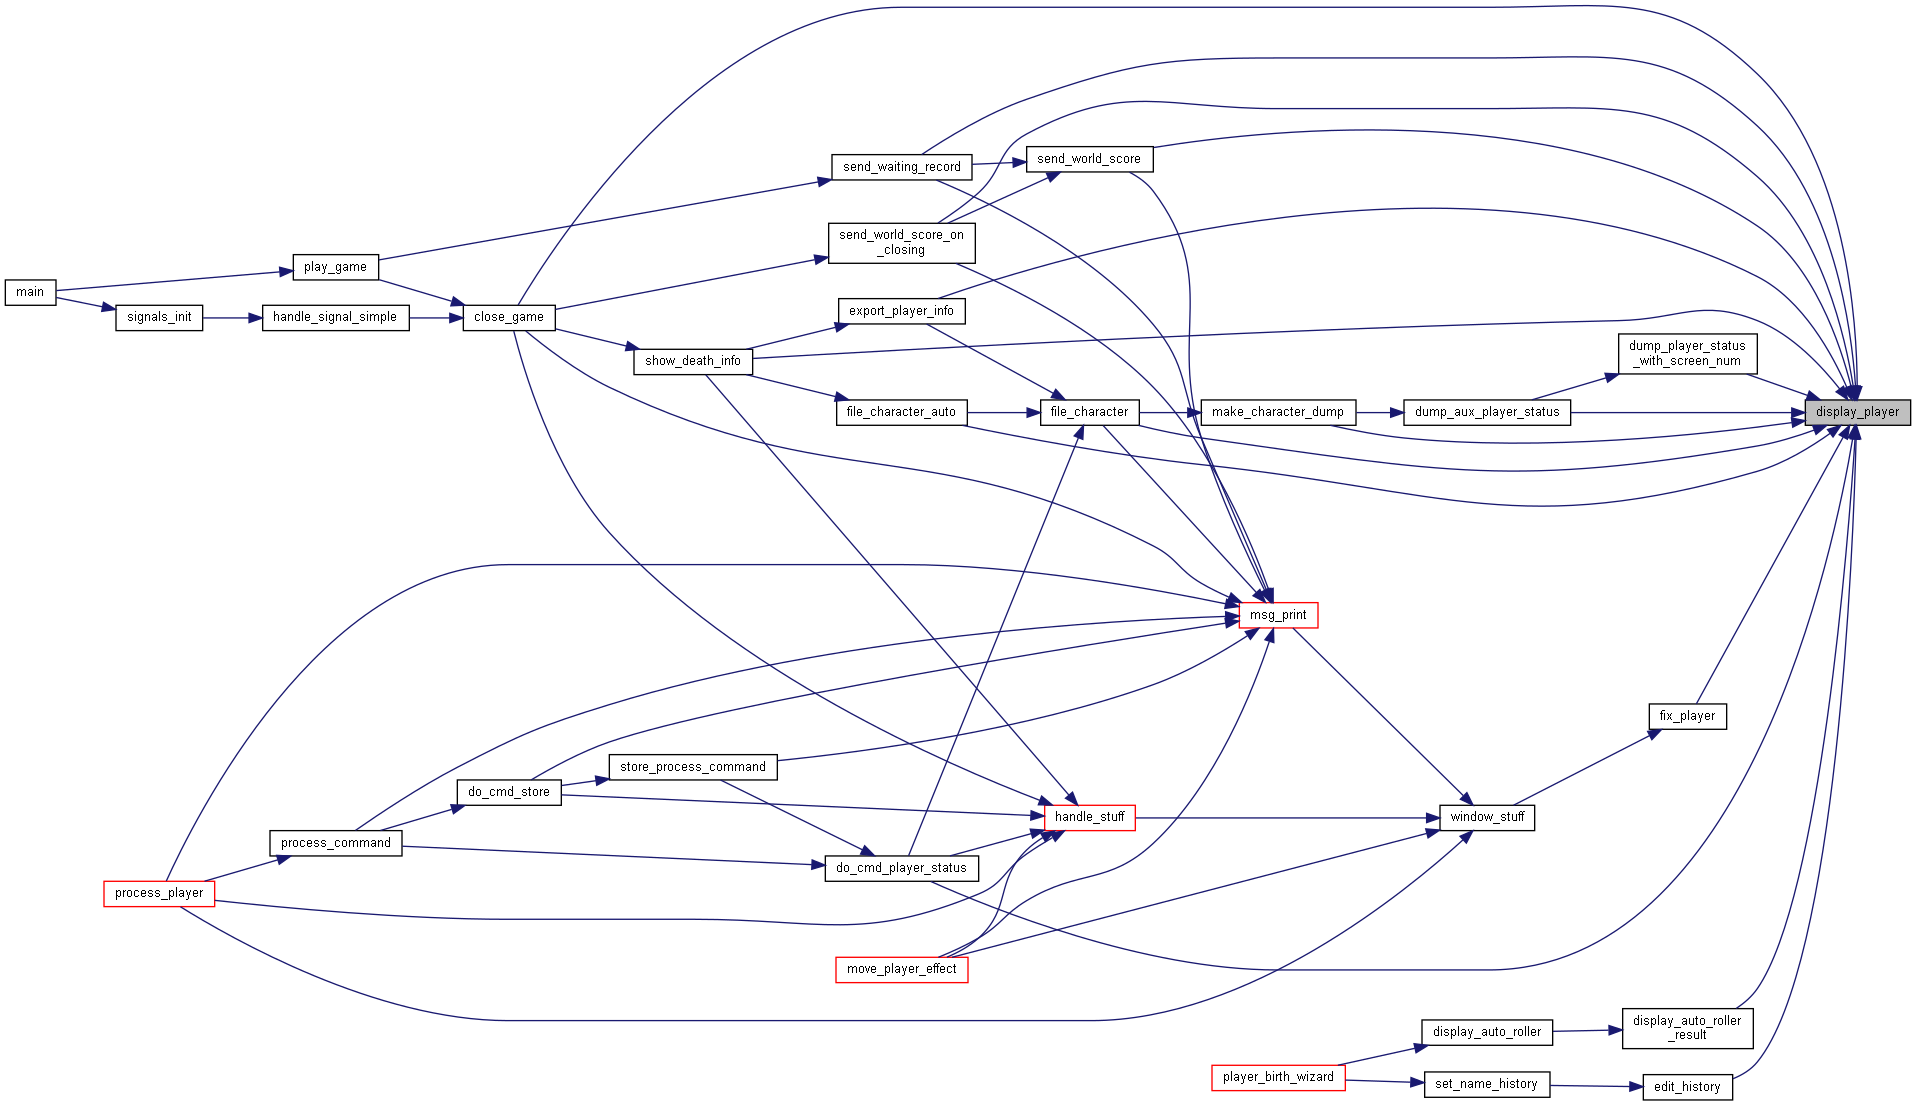 send_world_score
send_waiting_record
send_world_score_on
_closing
play_game
main
export_player_info
signals_init
handle_signal_simple
close_game
dump_player_status
_with_screen_num
show_death_info
file_character_auto
file_character
make_character_dump
dump_aux_player_status
display_player
msg_print
fix_player
store_process_command
do_cmd_store
handle_stuff
window_stuff
process_command
do_cmd_player_status
process_player
move_player_effect
display_auto_roller
_result
display_auto_roller
player_birth_wizard
set_name_history
edit_history